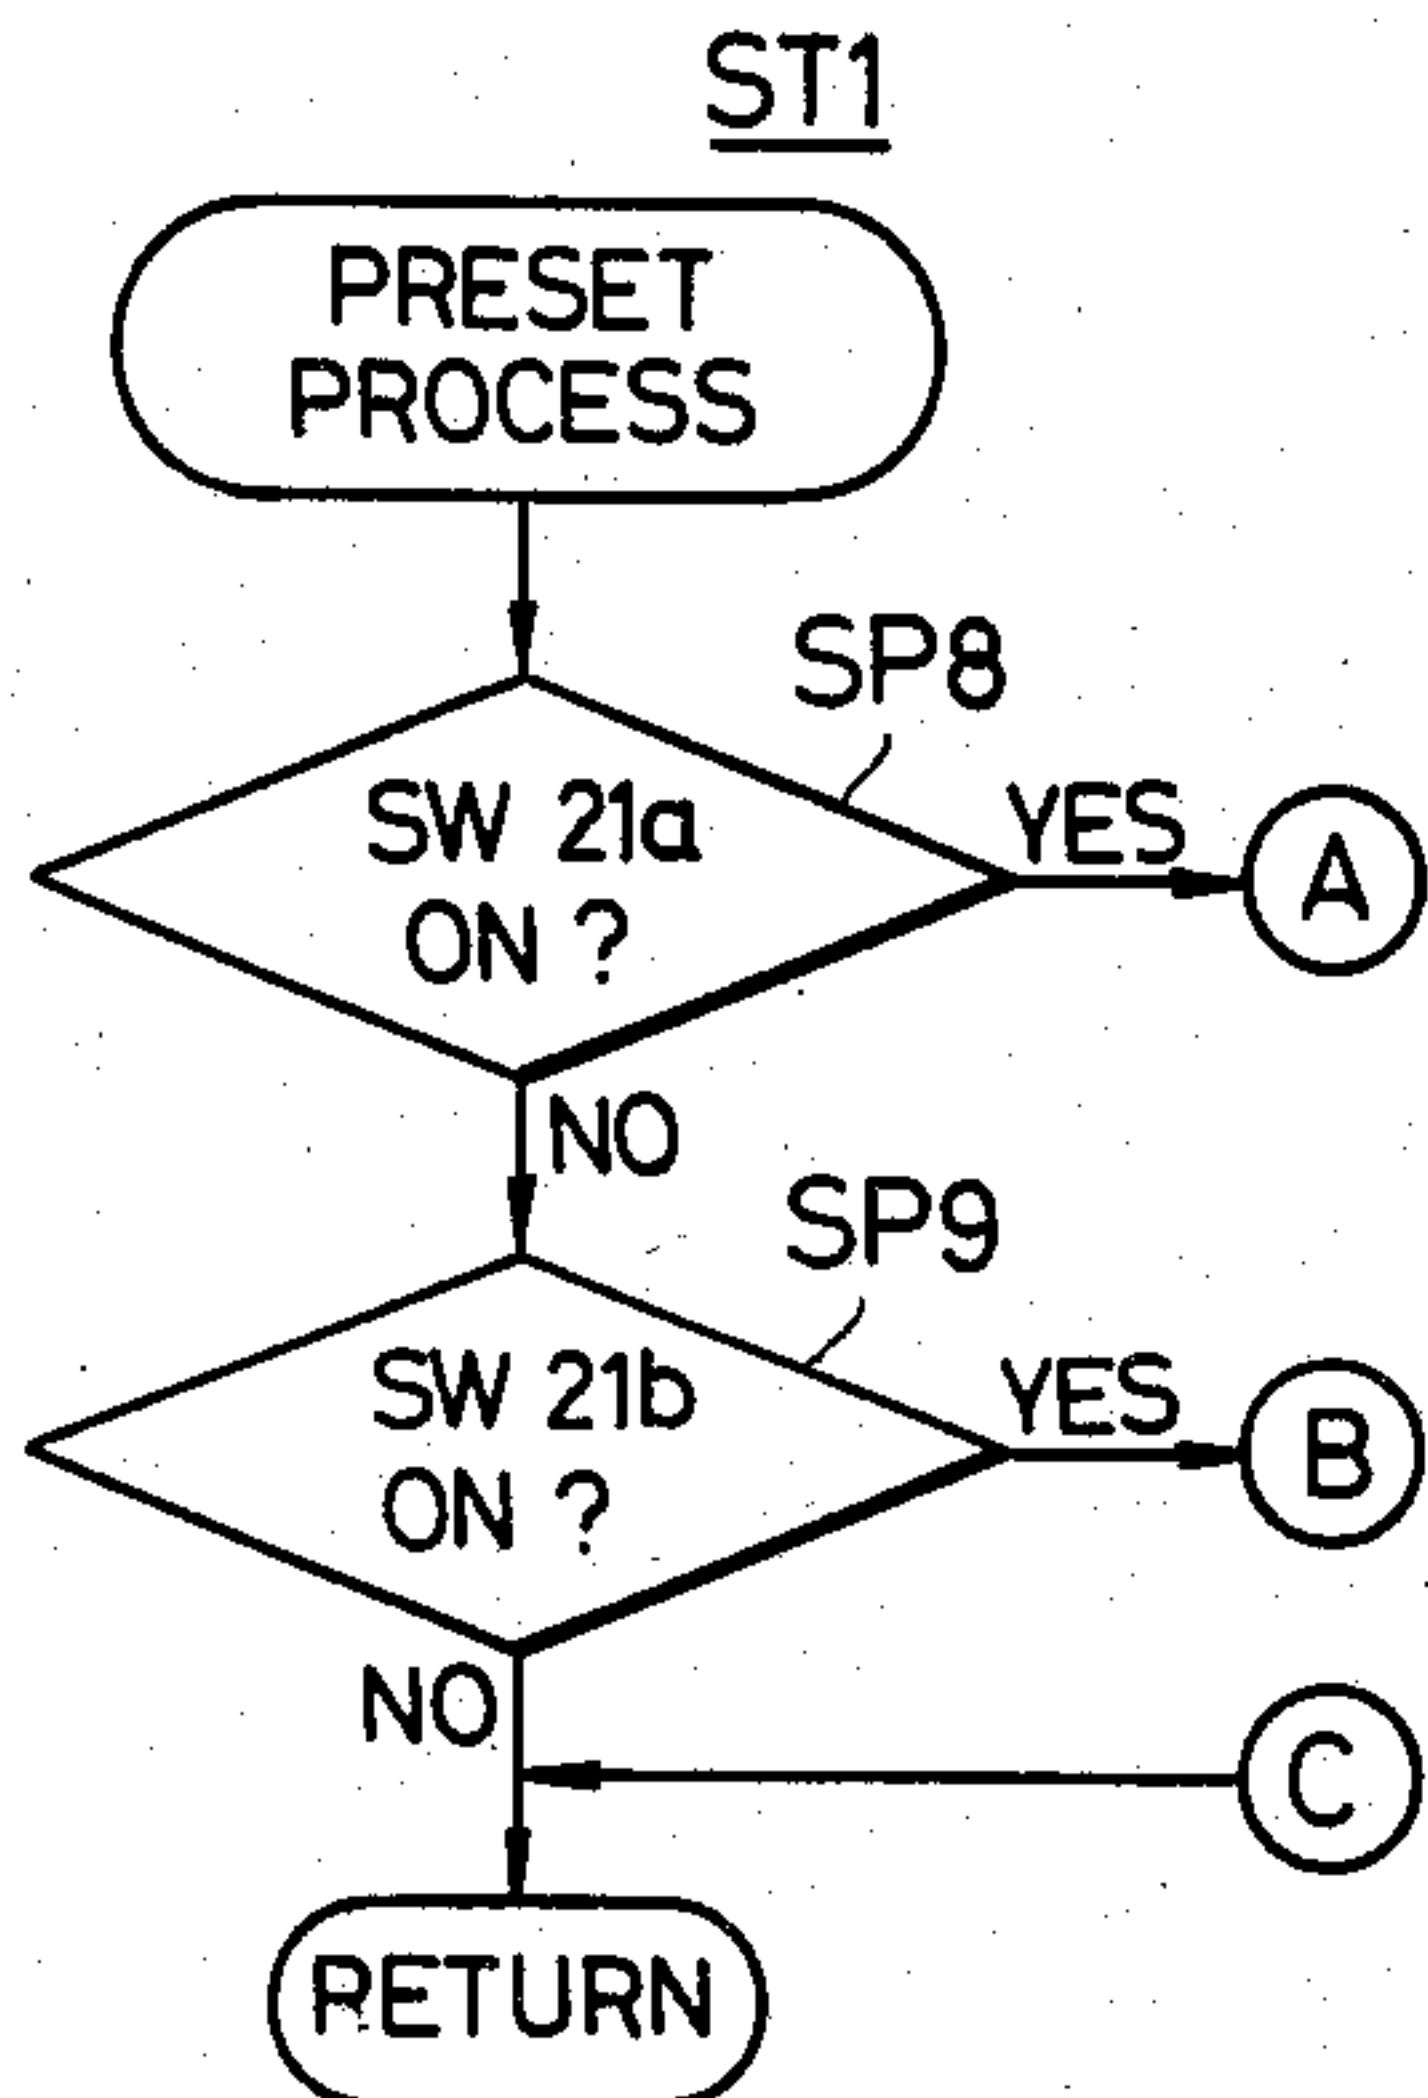 ST1
PRESET
PROCESS
SP8
SW 21a
ON ?
YES
A
NO
SP9
SW 21b
ON ?
YES
B
NO
C
RETURN